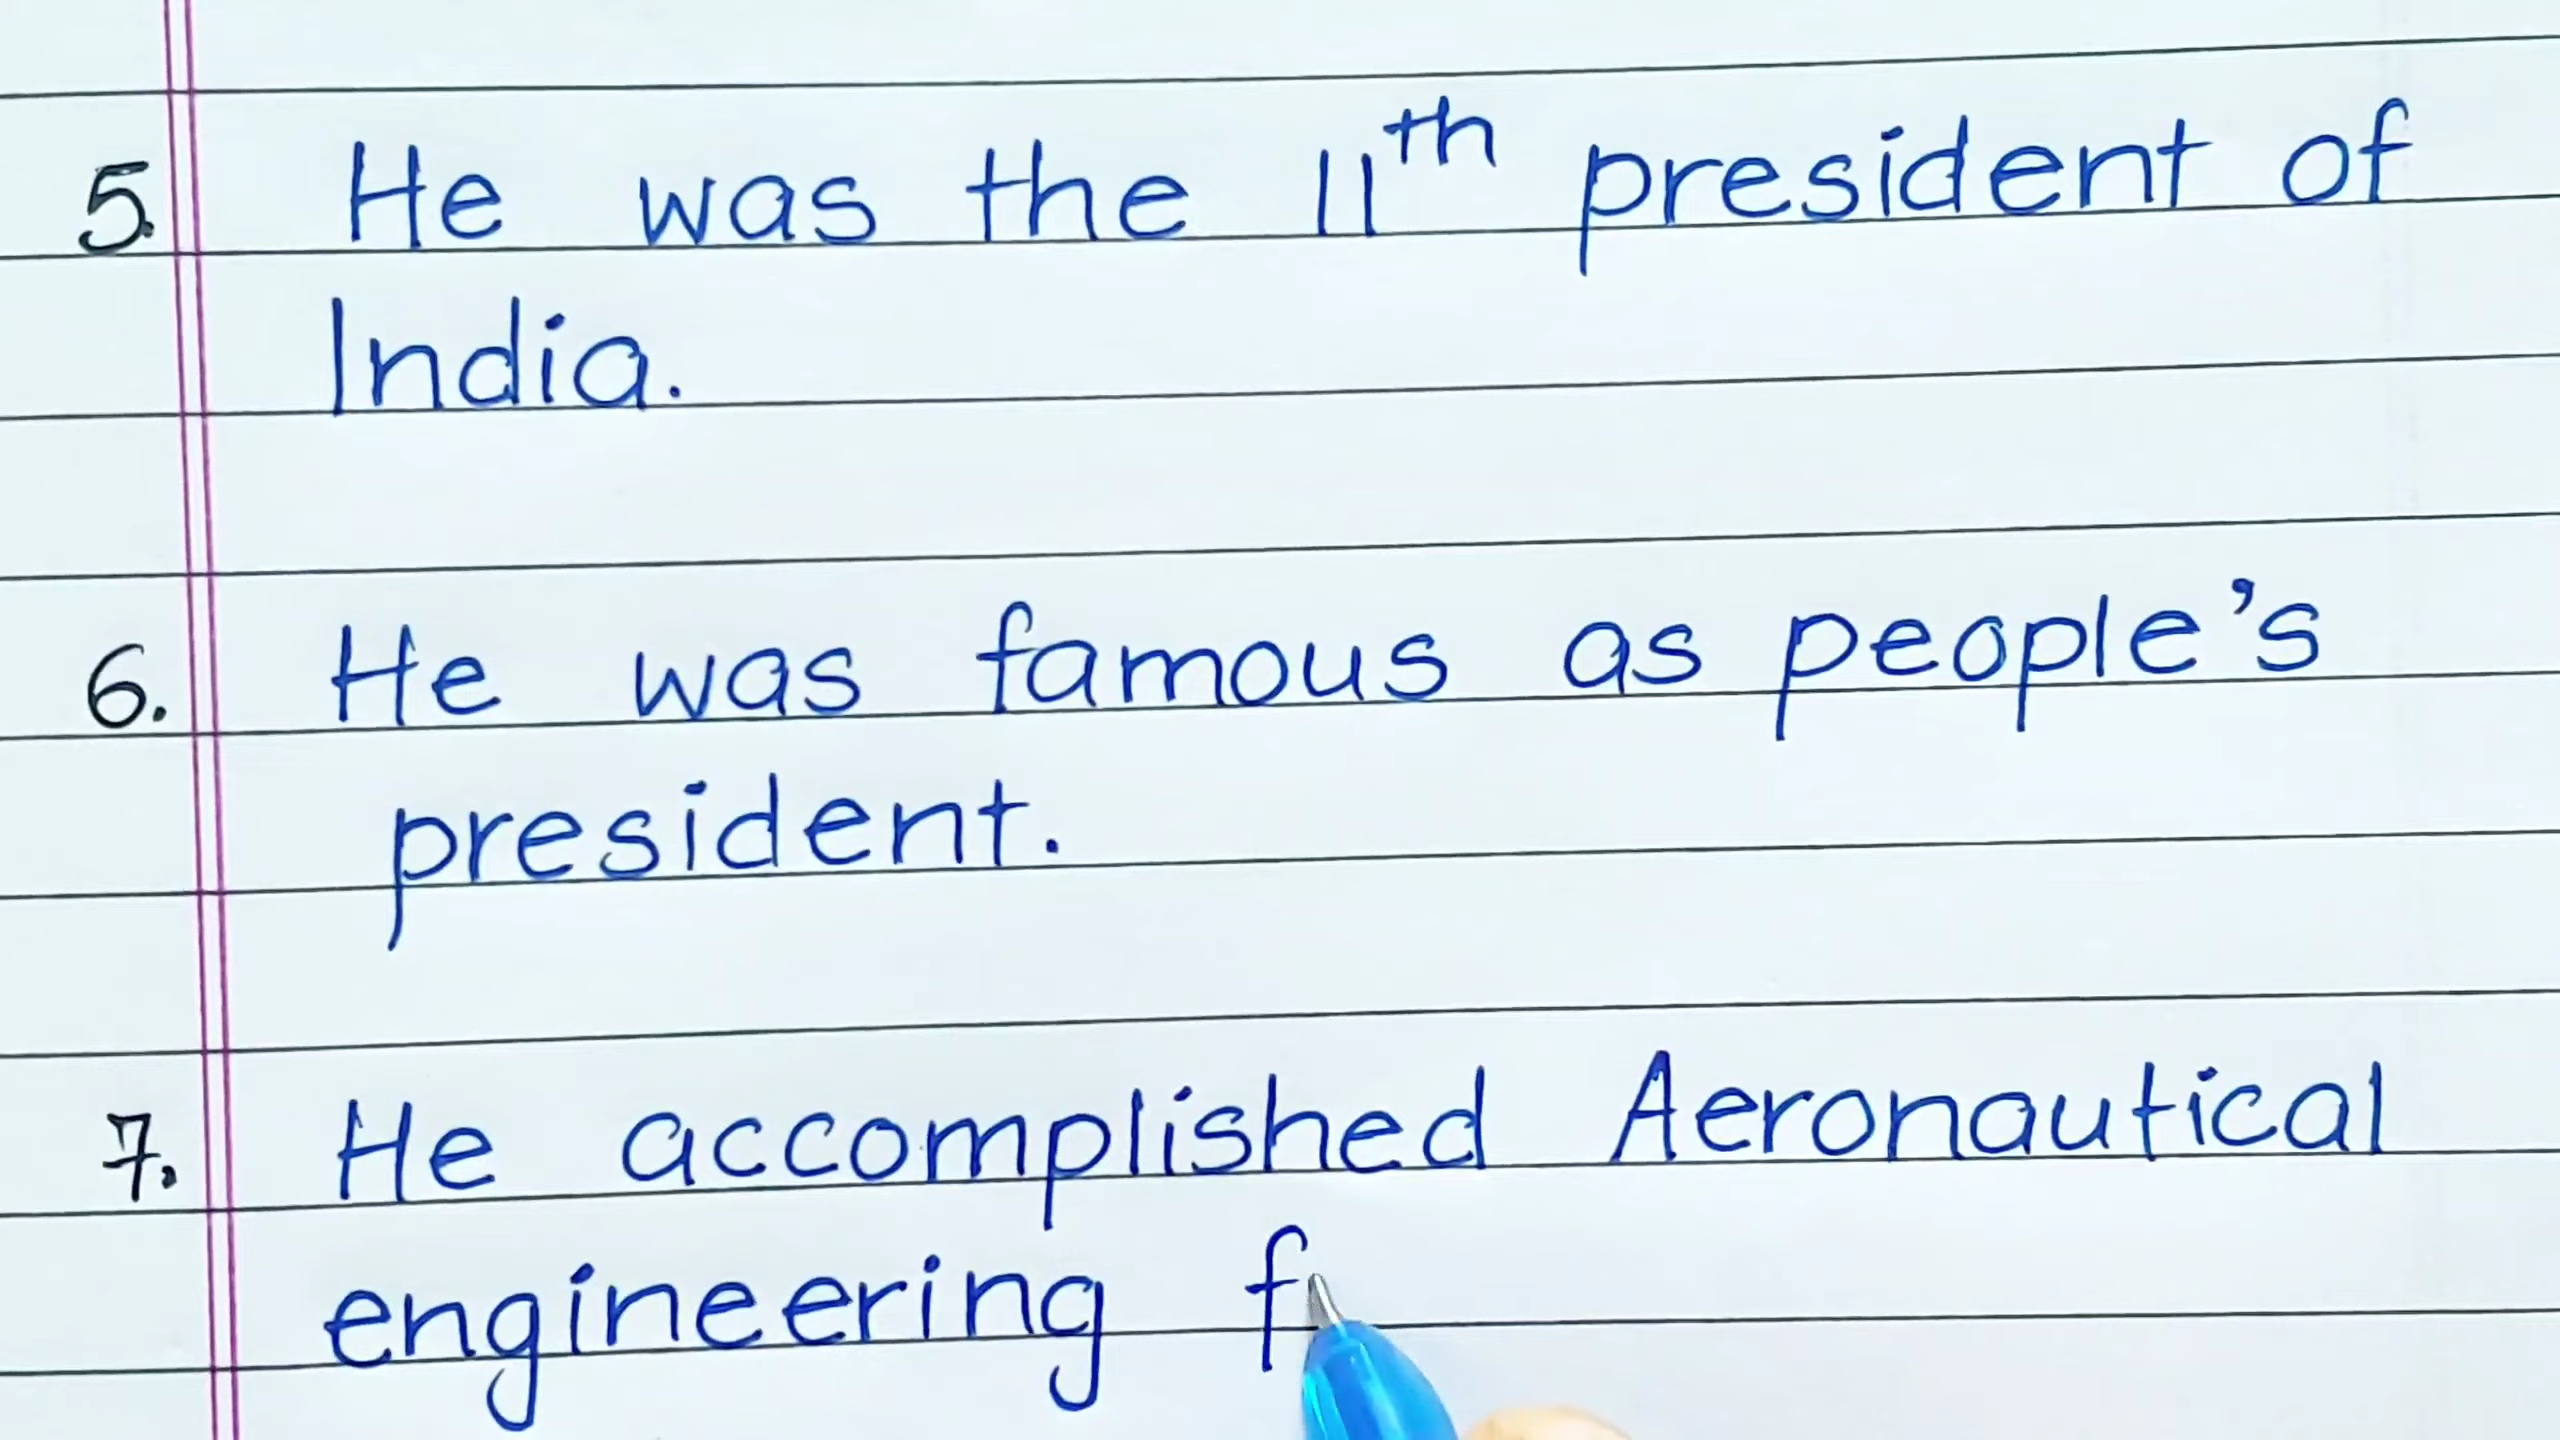 5. He was the 11th president of
India.
6. He was famous as people's
president.
7. He accomplished Aeronautical
engineering f